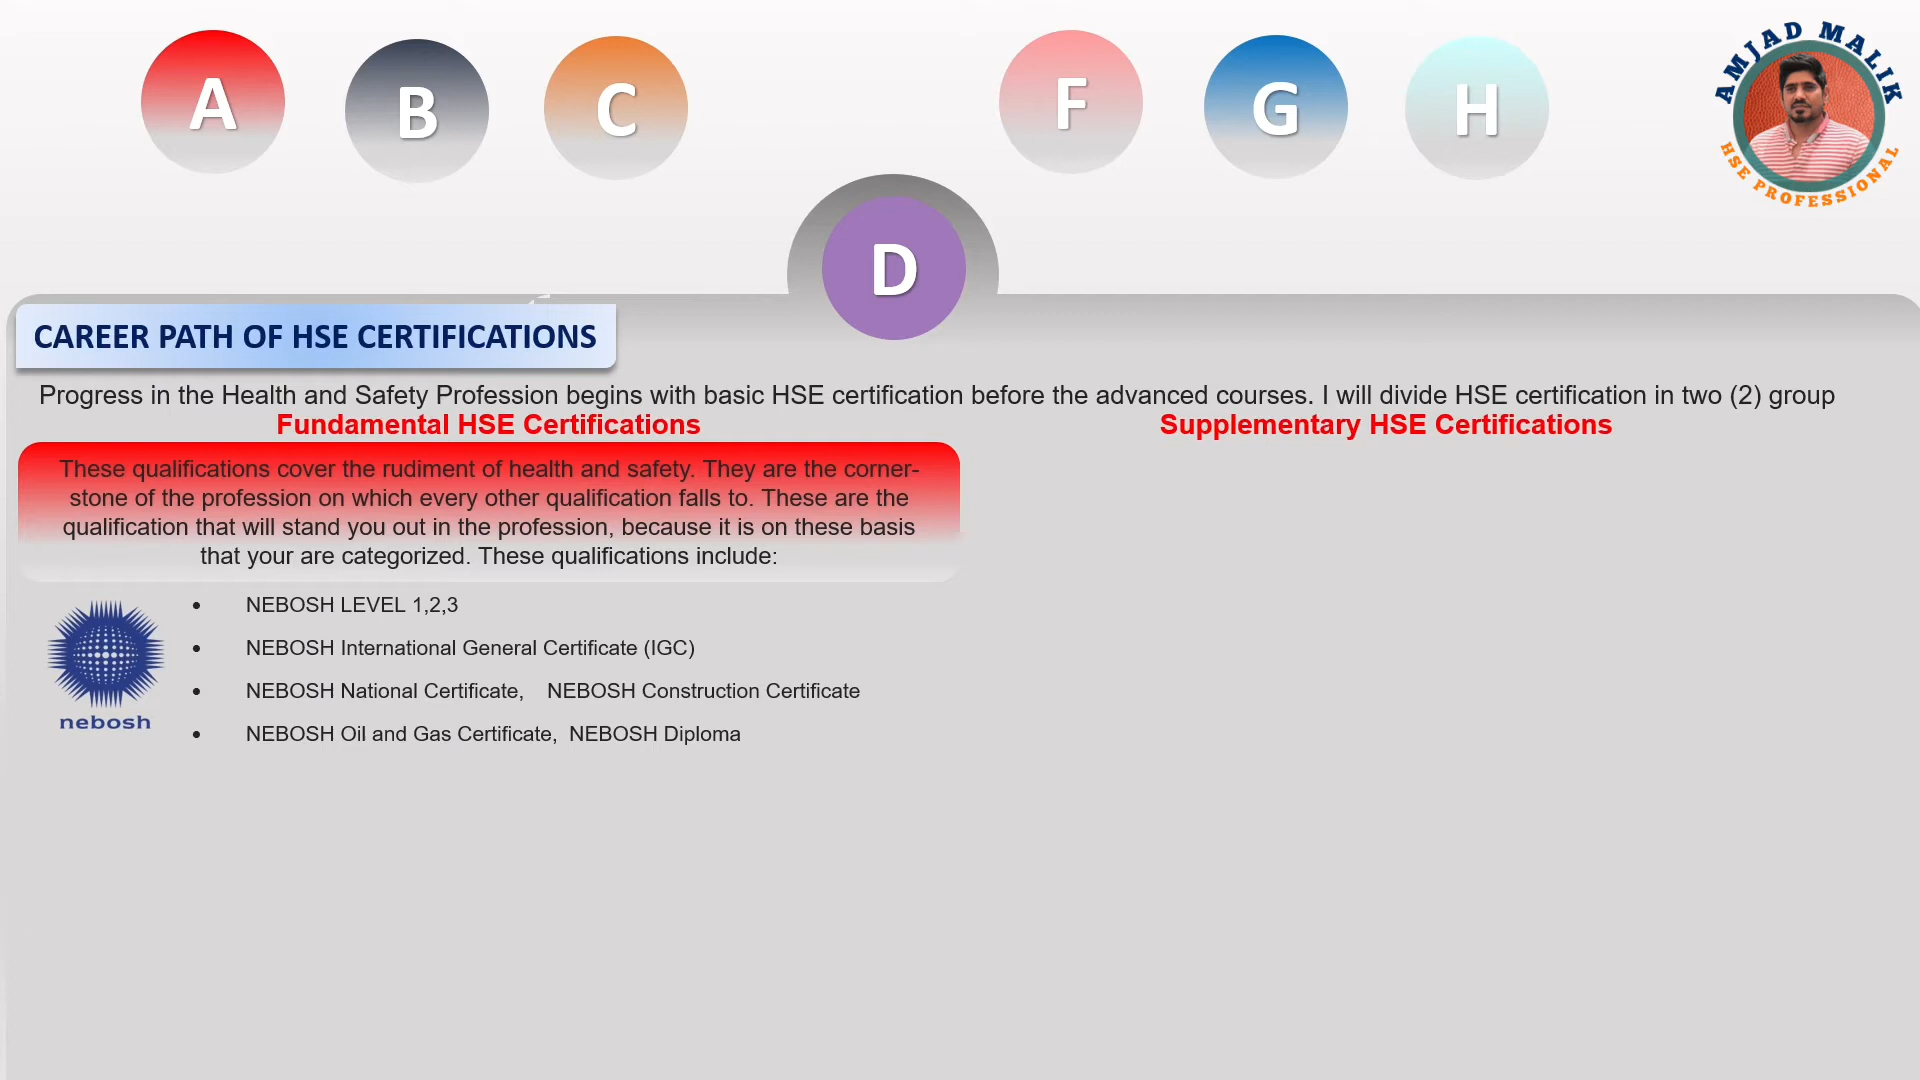 A
B
C
F
G
H
AMJAD MALIK
HSE PROFESSIONAL
D
CAREER PATH OF HSE CERTIFICATIONS
Progress in the Health and Safety Profession begins with basic HSE certification before the advanced courses. I will divide HSE certification in two (2) group
Fundamental HSE Certifications
Supplementary HSE Certifications
These qualifications cover the rudiment of health and safety. They are the corner-
stone of the profession on which every other qualification falls to. These are the
qualification that will stand you out in the profession, because it is on these basis
that your are categorized. These qualifications include:
• NEBOSH LEVEL 1,2,3
• NEBOSH International General Certificate (IGC)
• NEBOSH National Certificate, NEBOSH Construction Certificate
• NEBOSH Oil and Gas Certificate, NEBOSH Diploma
nebosh